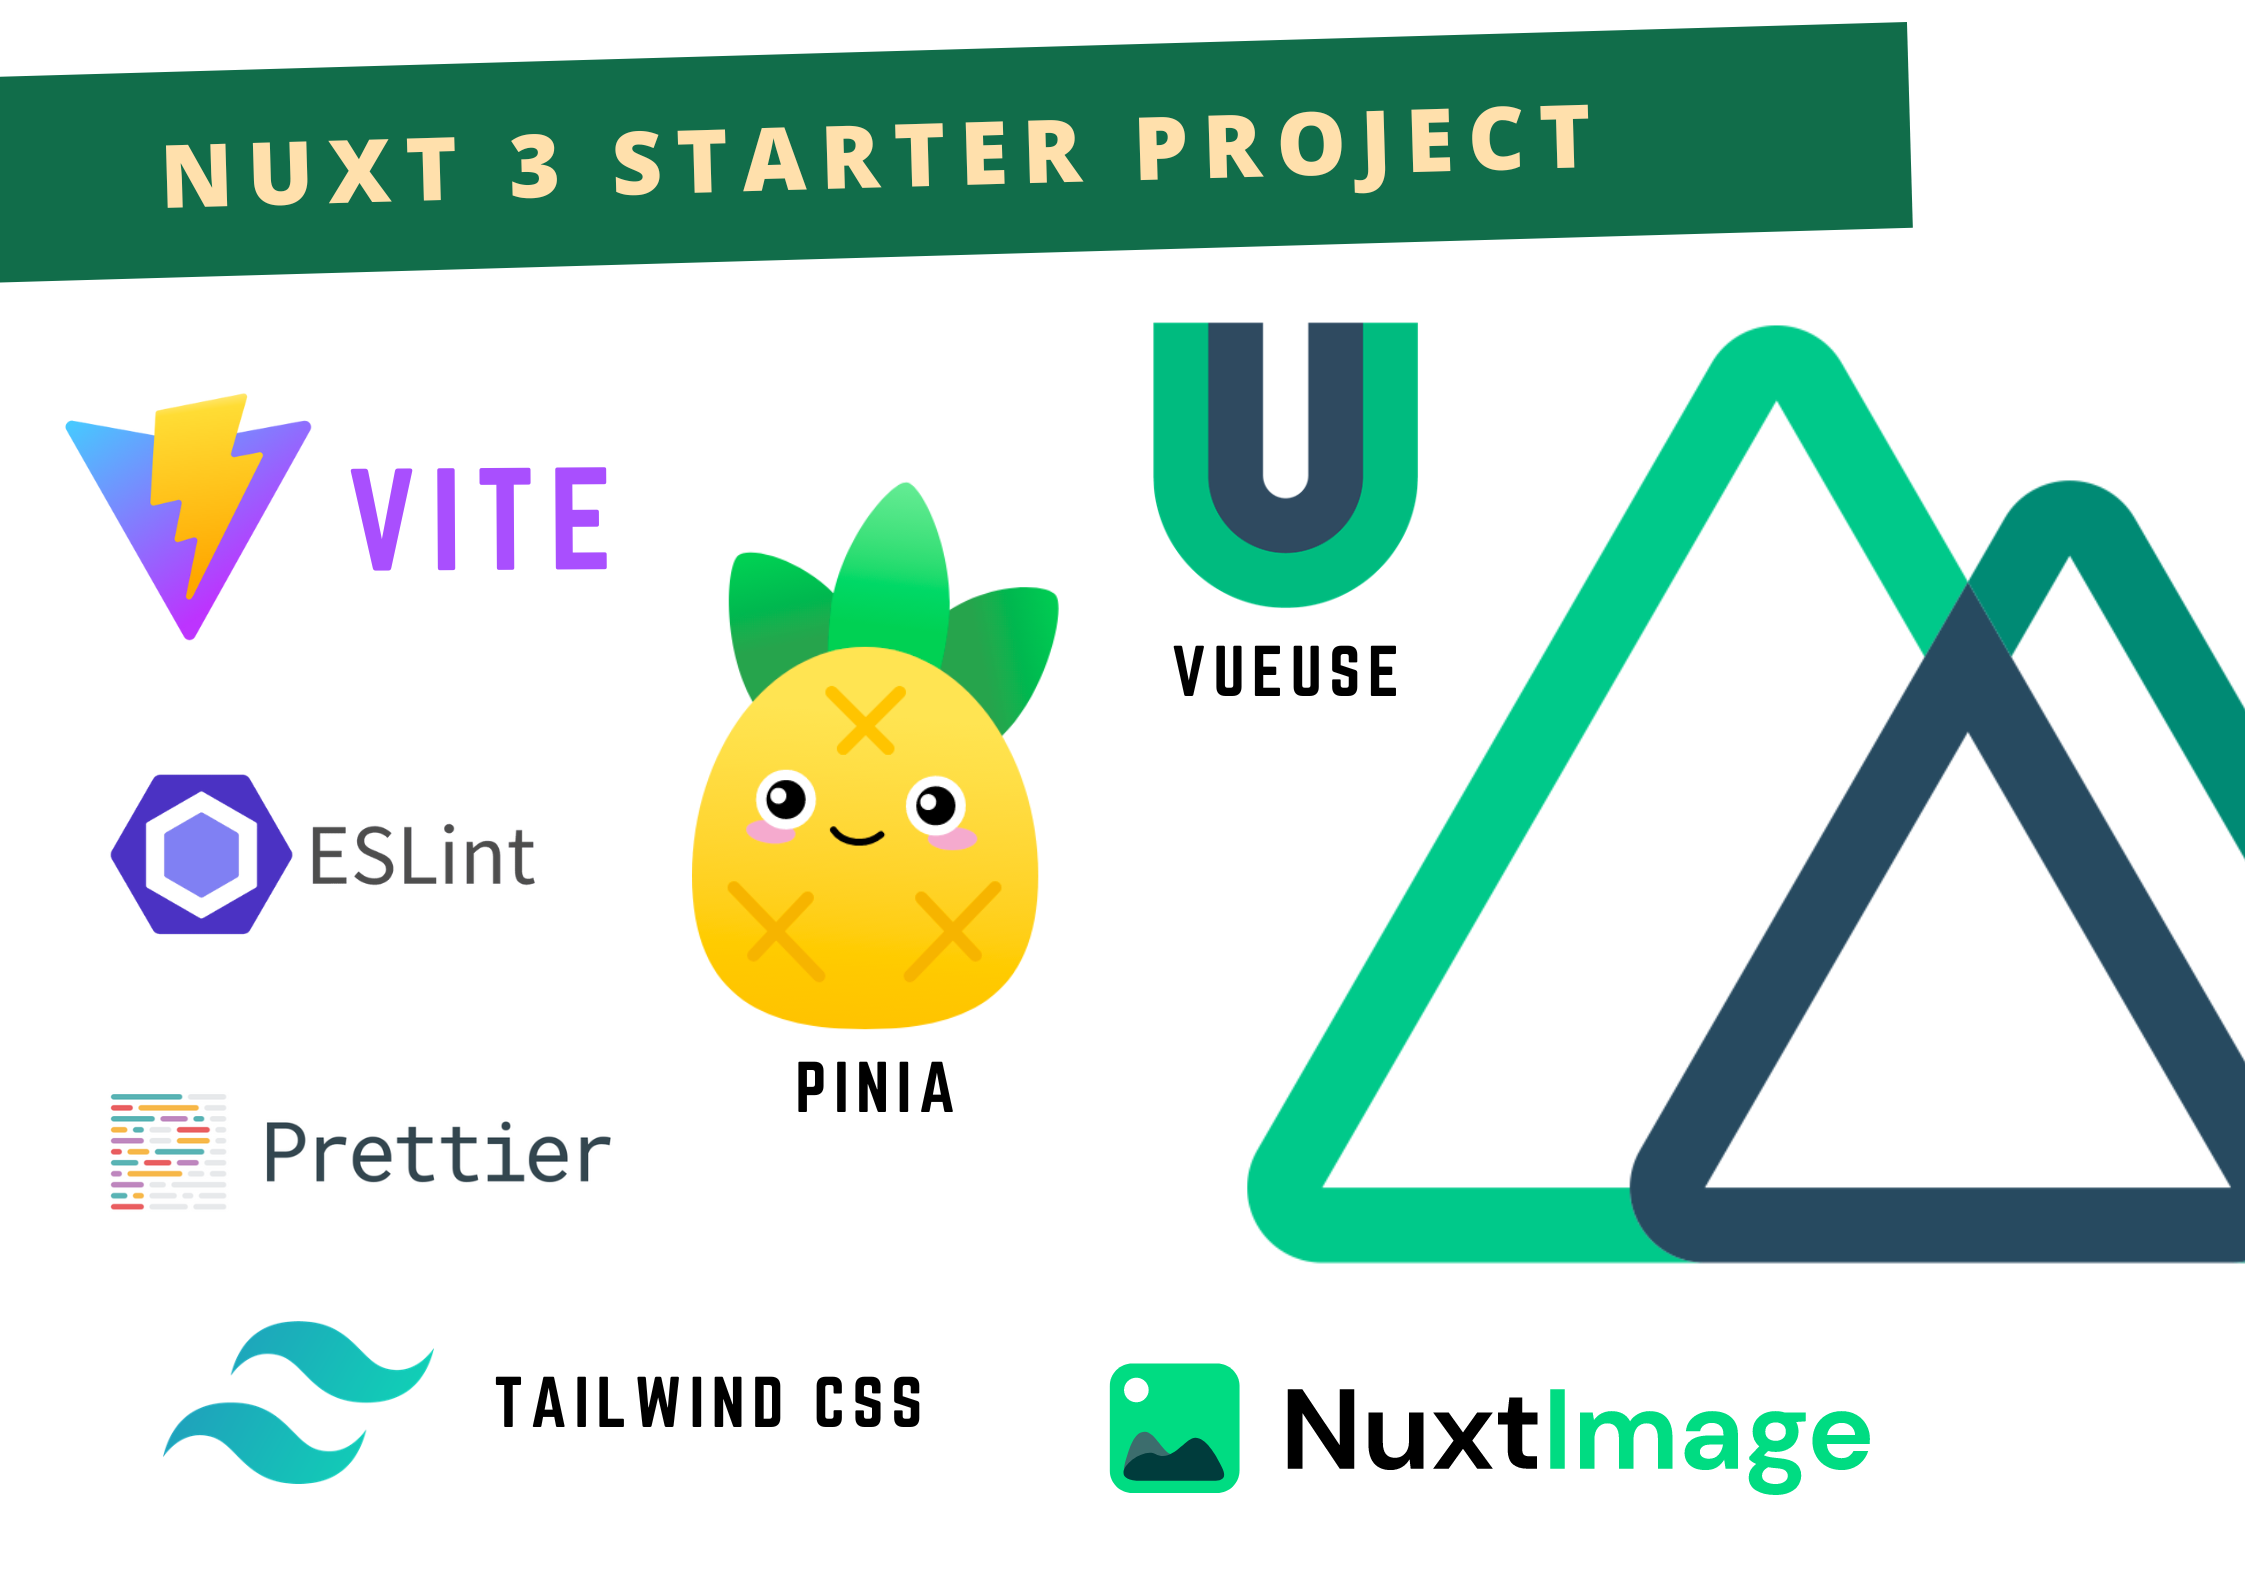 NUXT 3 STARTER PROJECT
VITE
VUEUSE
ESLint
PINIA
Prettier
TAILWIND CSS
NuxtImage